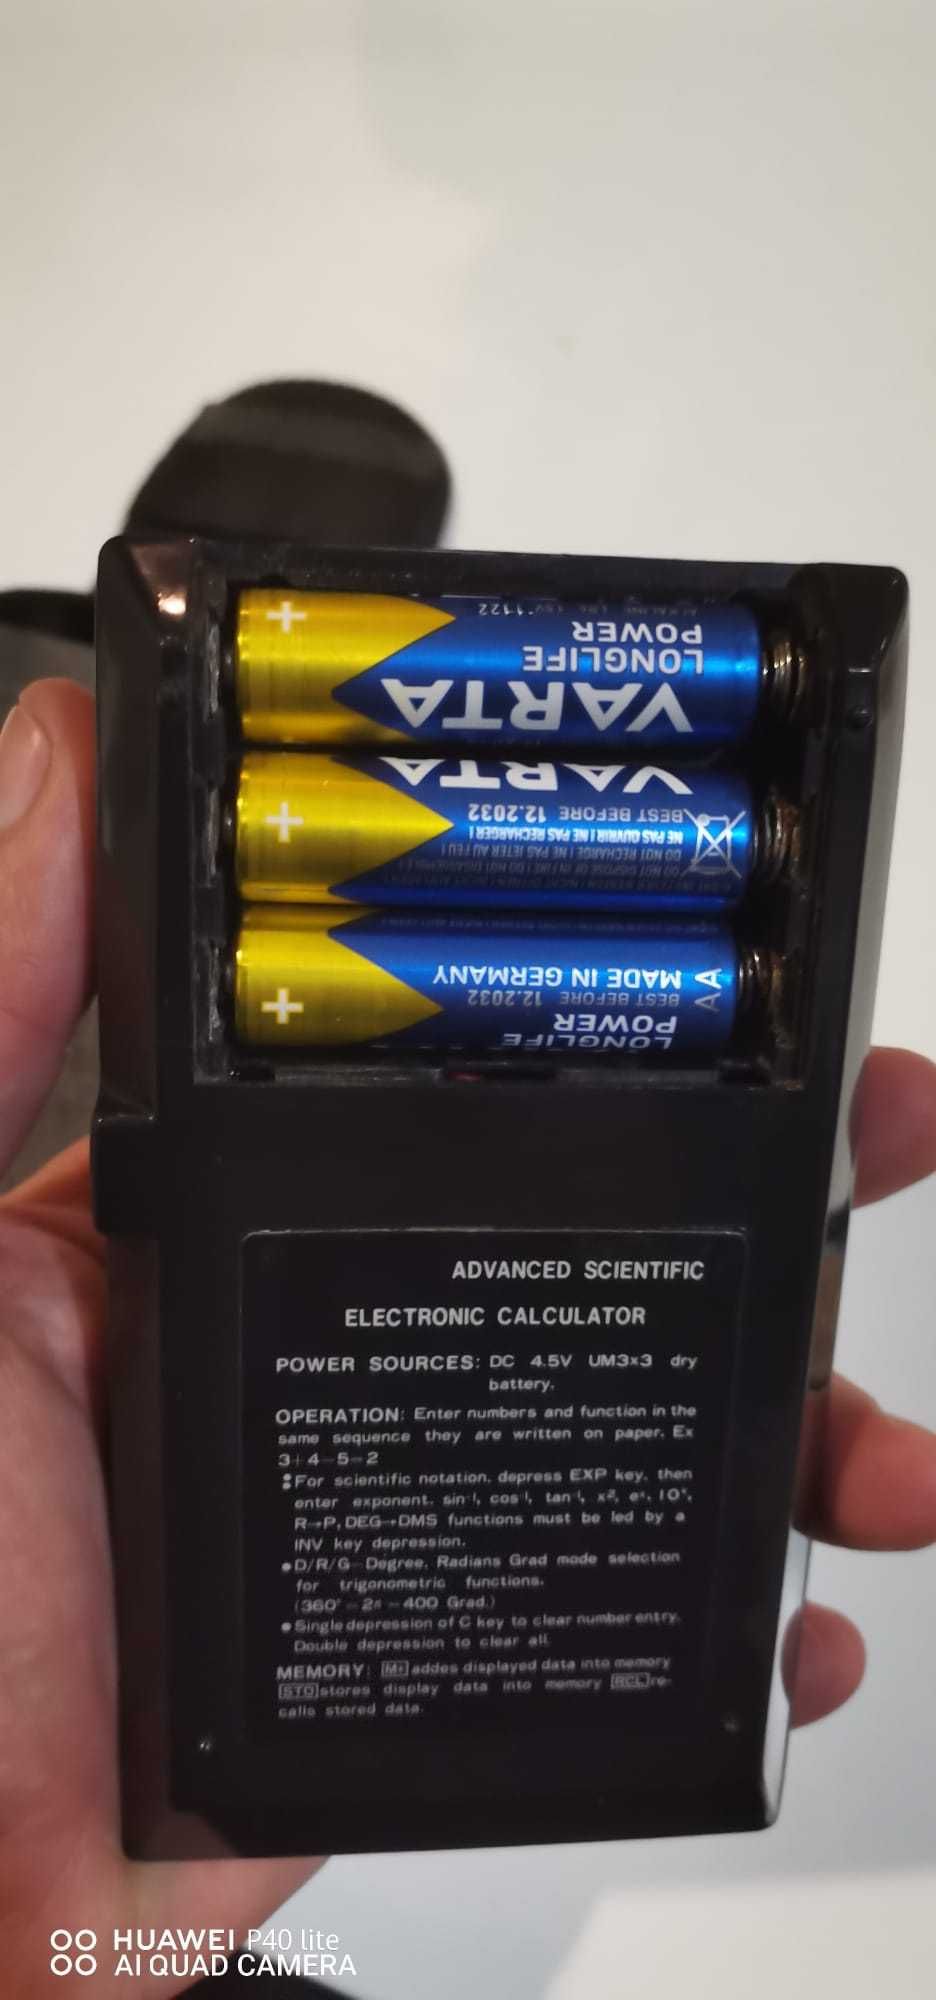 + VARTA LONGLIFE POWER
1122
+ VARTA
BEST BEFORE 12.2032
NE PAS OUVRIR ! NE PAS RECHARGER !
DO NOT RECHARGE ! NE PAS JETER AU FEU !
+ MADE IN GERMANY AA
BEST BEFORE 12.2032
LONGLIFE POWER
ADVANCED SCIENTIFIC
ELECTRONIC CALCULATOR
POWER SOURCES: DC 4.5V UM3×3 dry
battery.
OPERATION: Enter numbers and function in the
same sequence they are written on paper. Ex
3+4-5=2
For scientific notation, depress EXP key, then
enter exponent. sin⁻¹, cos⁻¹, tan⁻¹, x², eˣ, 10ˣ,
R→P, DEG→DMS functions must be led by a
INV key depression.
●D/R/G-Degree, Radians Grad mode selection
for trigonometric functions.
(360°=2π=400 Grad.)
●Single depression of C key to clear number entry.
Double depression to clear all.
MEMORY: M+ addes displayed data into memory
STO stores display data into memory RCL re-
calls stored data.
HUAWEI P40 lite
AI QUAD CAMERA